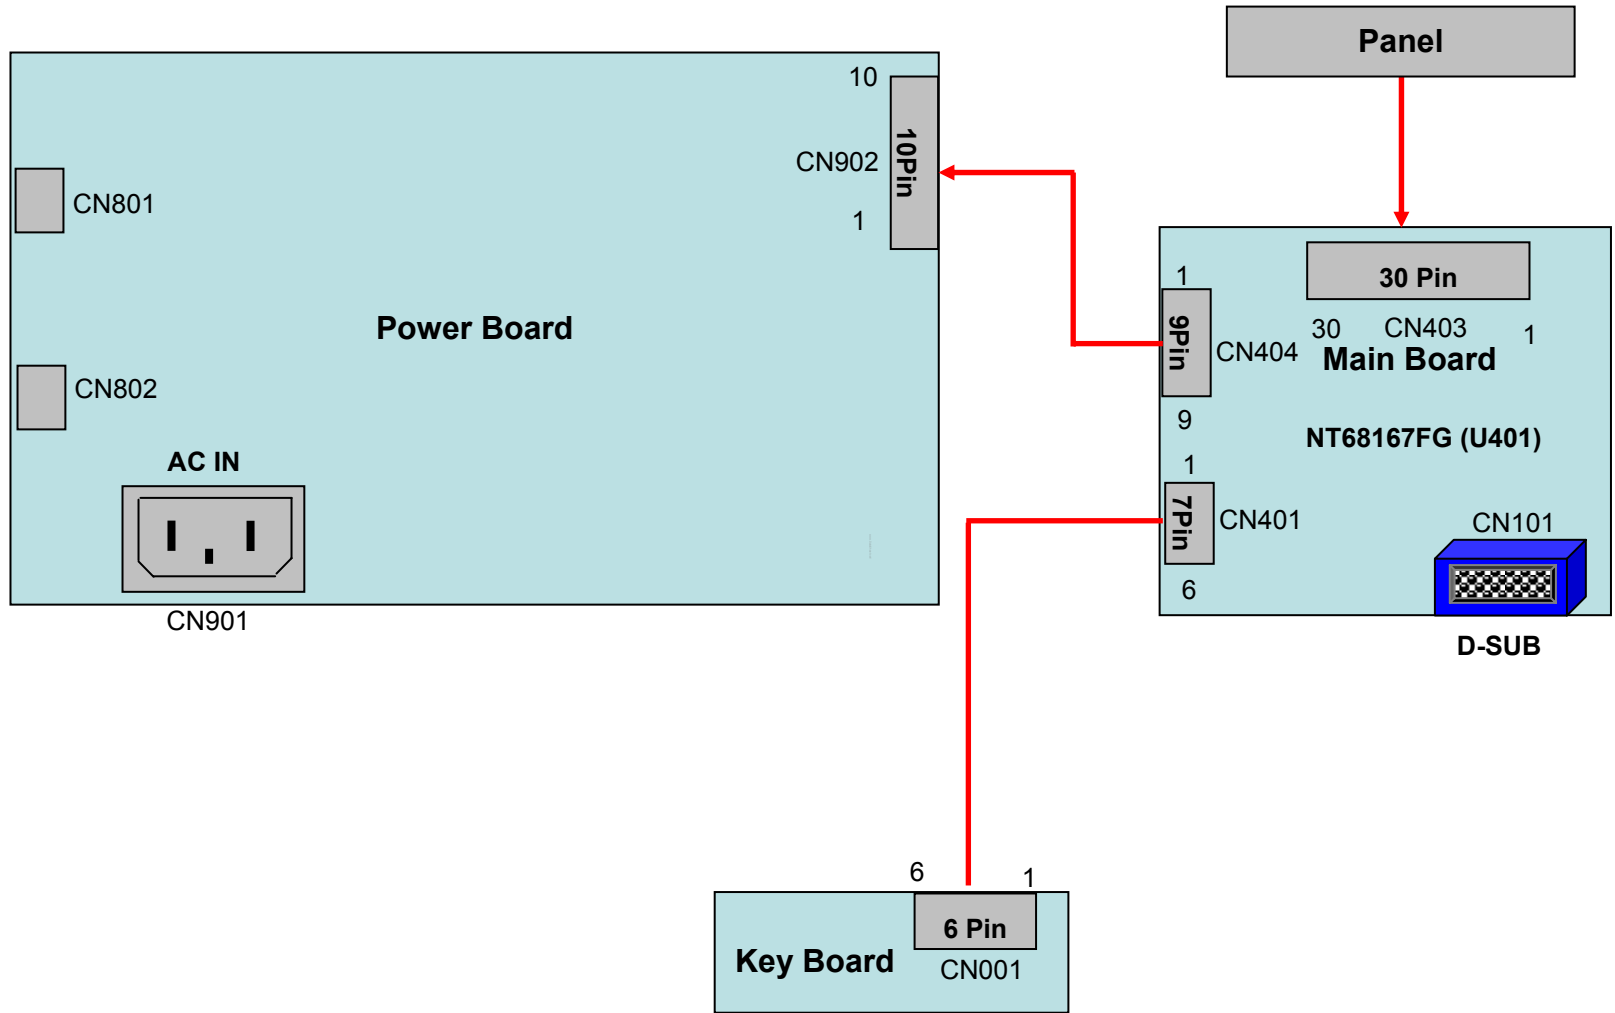 Panel
10
10Pin
CN902
1
CN801
Power Board
CN802
AC IN
CN901
30 Pin
30
CN403
1
Main Board
1
9Pin
CN404
9
NT68167FG (U401)
1
7Pin
CN401
6
CN101
D-SUB
6
1
6 Pin
Key Board
CN001